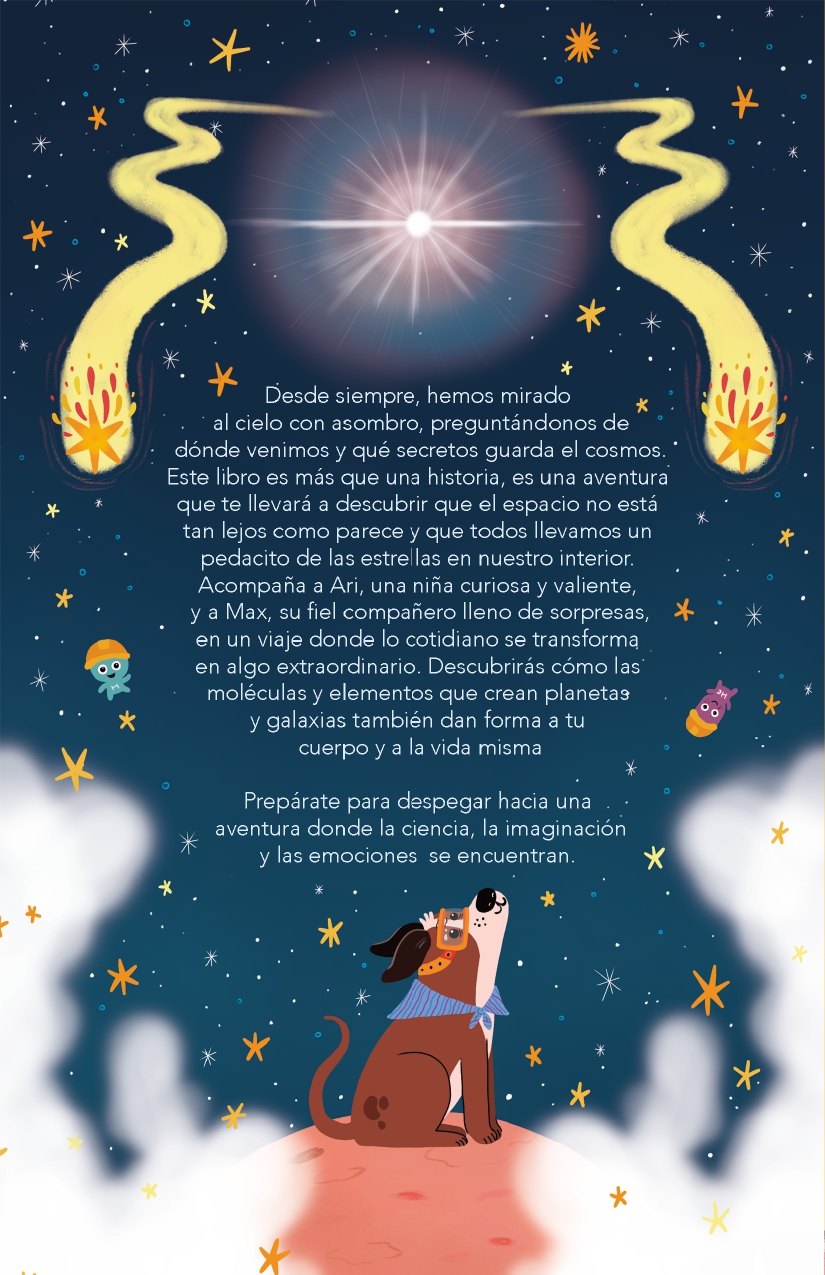 Desde siempre, hemos mirado
al cielo con asombro, preguntándonos de
dónde venimos y qué secretos guarda el cosmos.
Este libro es más que una historia, es una aventura
que te llevará a descubrir que el espacio no está
tan lejos como parece y que todos llevamos un
pedacito de las estrellas en nuestro interior.
Acompaña a Ari, una niña curiosa y valiente,
y a Max, su fiel compañero lleno de sorpresas,
en un viaje donde lo cotidiano se transforma
en algo extraordinario. Descubrirás cómo las
moléculas y elementos que crean planetas
y galaxias también dan forma a tu
cuerpo y a la vida misma
Prepárate para despegar hacia una
aventura donde la ciencia, la imaginación
y las emociones se encuentran.